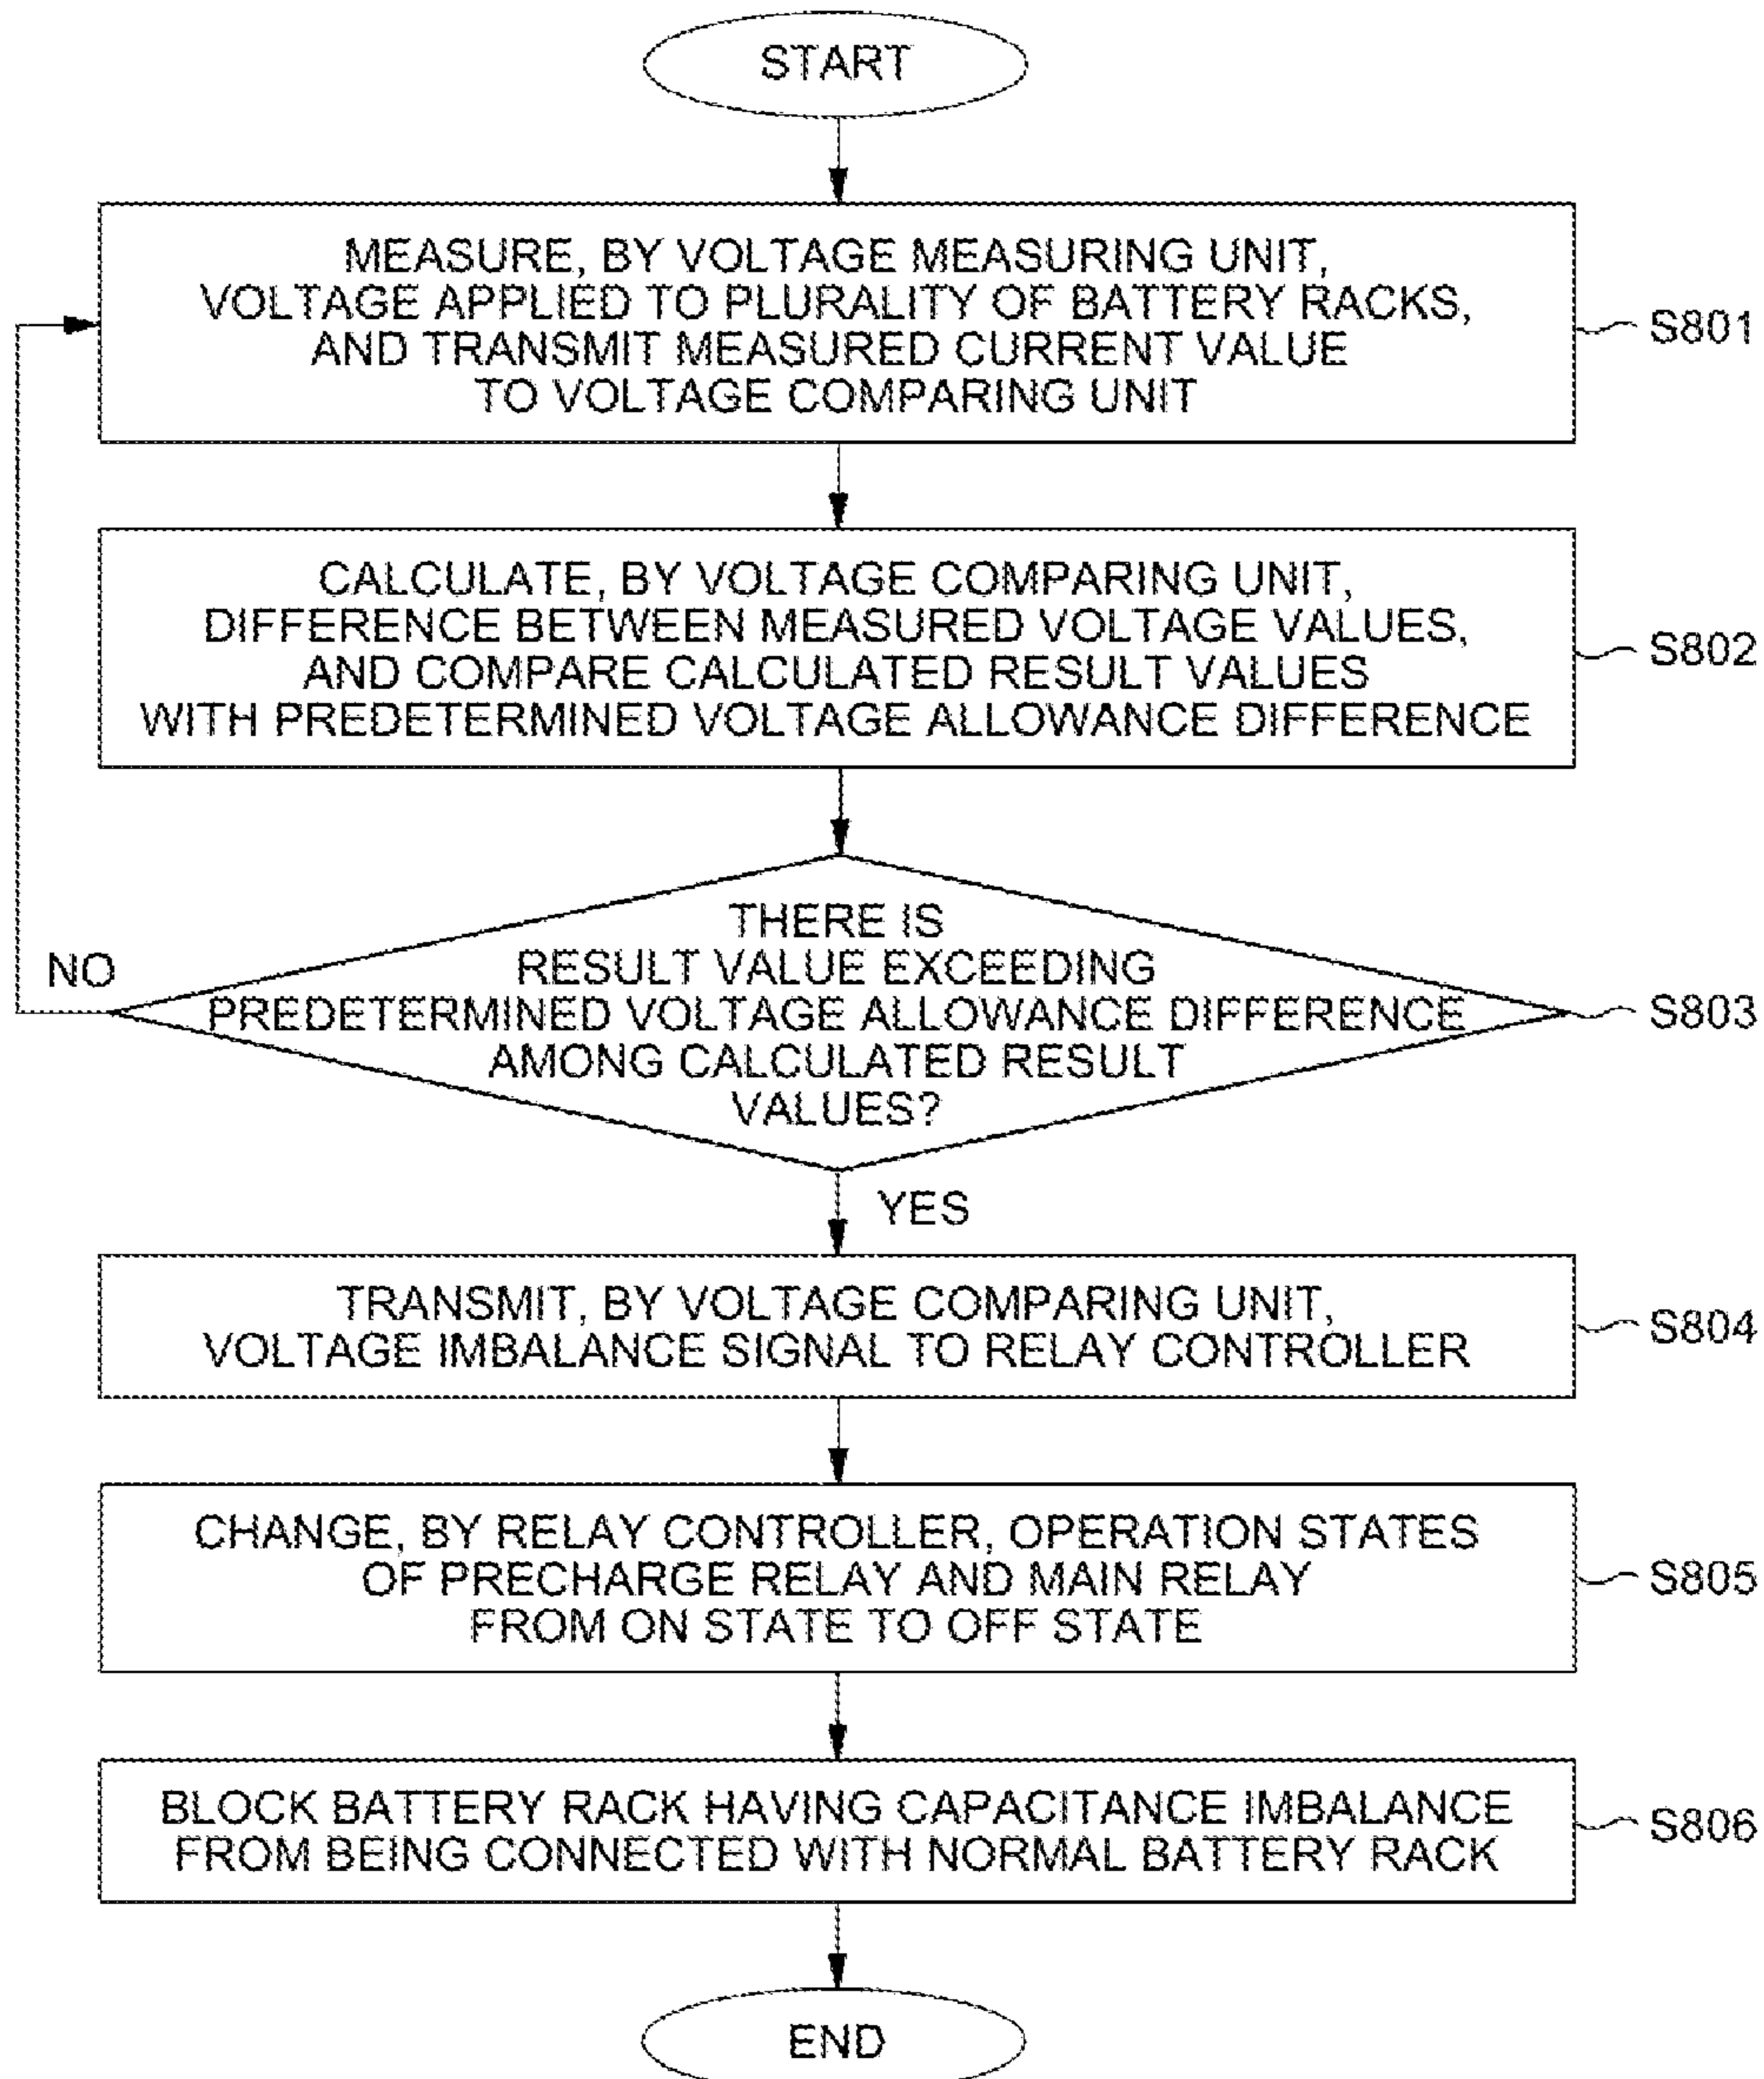 START
MEASURE, BY VOLTAGE MEASURING UNIT,
VOLTAGE APPLIED TO PLURALITY OF BATTERY RACKS,
AND TRANSMIT MEASURED CURRENT VALUE
TO VOLTAGE COMPARING UNIT
S801
CALCULATE, BY VOLTAGE COMPARING UNIT,
DIFFERENCE BETWEEN MEASURED VOLTAGE VALUES,
AND COMPARE CALCULATED RESULT VALUES
WITH PREDETERMINED VOLTAGE ALLOWANCE DIFFERENCE
S802
THERE IS
RESULT VALUE EXCEEDING
PREDETERMINED VOLTAGE ALLOWANCE DIFFERENCE
AMONG CALCULATED RESULT
VALUES?
NO
S803
YES
TRANSMIT, BY VOLTAGE COMPARING UNIT,
VOLTAGE IMBALANCE SIGNAL TO RELAY CONTROLLER
S804
CHANGE, BY RELAY CONTROLLER, OPERATION STATES
OF PRECHARGE RELAY AND MAIN RELAY
FROM ON STATE TO OFF STATE
S805
BLOCK BATTERY RACK HAVING CAPACITANCE IMBALANCE
FROM BEING CONNECTED WITH NORMAL BATTERY RACK
S806
END